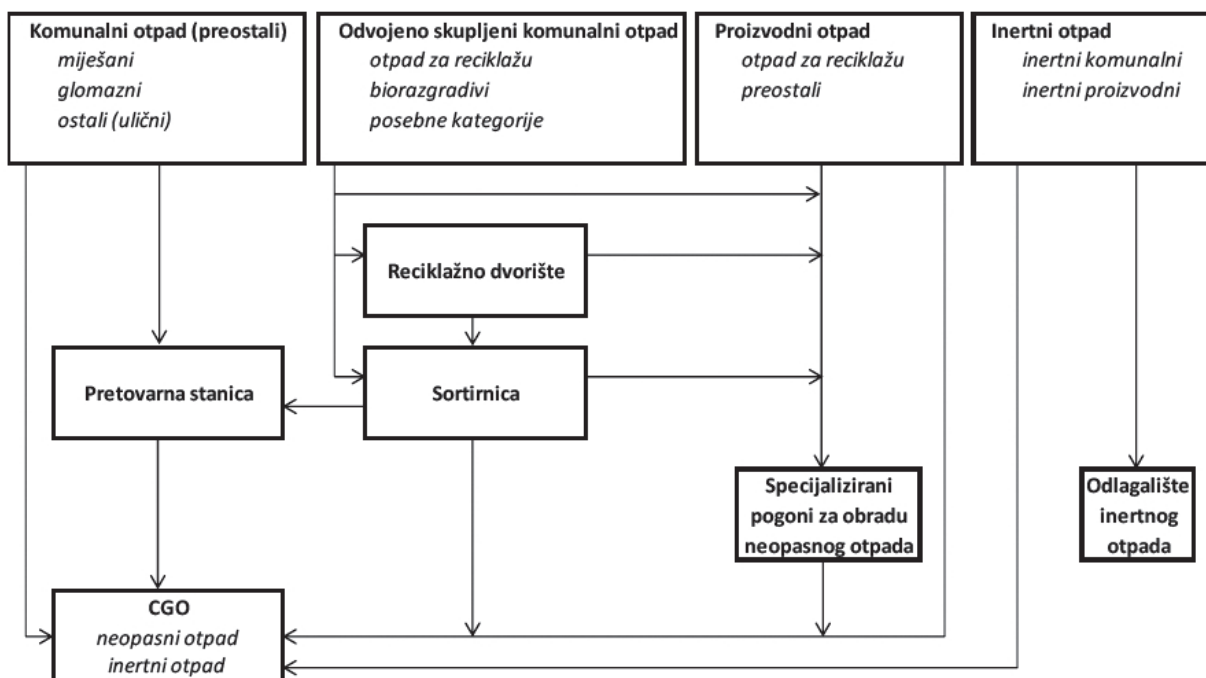 Komunalni otpad (preostali)
miješani
glomazni
ostali (ulični)
Odvojeno skupljeni komunalni otpad
otpad za reciklažu
biorazgradivi
posebne kategorije
Proizvodni otpad
otpad za reciklažu
preostali
Inertni otpad
inertni komunalni
inertni proizvodni
Reciklažno dvorište
Pretovarna stanica
Sortirnica
Specijalizirani
pogoni za obradu
neopasnog otpada
Odlagalište
inertnog
otpada
CGO
neopasni otpad
inertni otpad